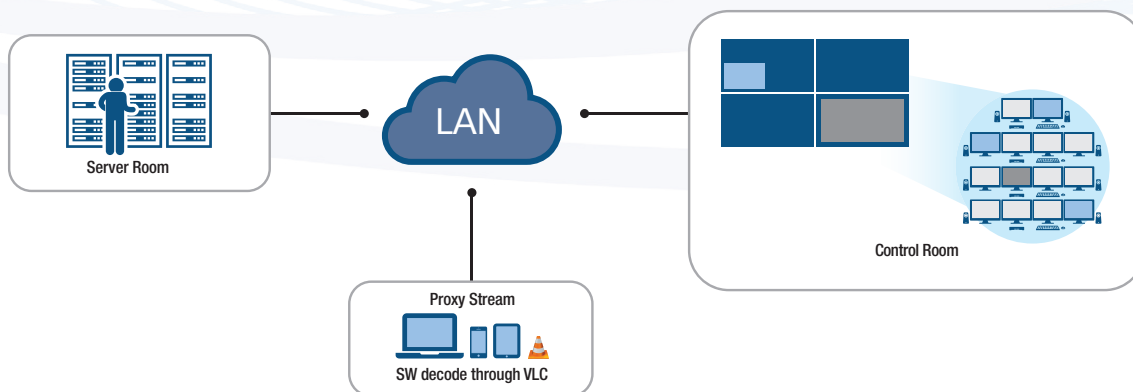 LAN
Server Room
Control Room
Proxy Stream
SW decode through VLC